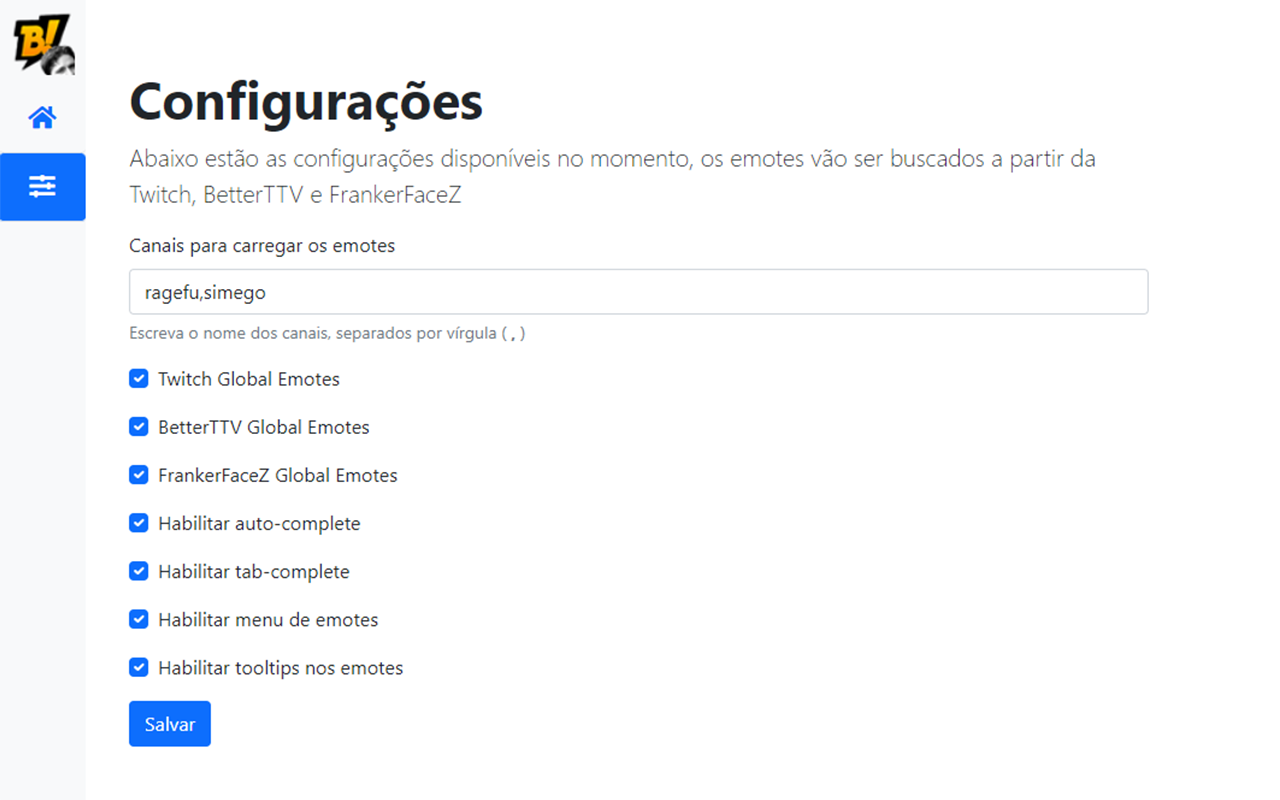 B!
Configurações
Abaixo estão as configurações disponíveis no momento, os emotes vão ser buscados a partir da
Twitch, BetterTTV e FrankerFaceZ
Canais para carregar os emotes
ragefu,simego
Escreva o nome dos canais, separados por vírgula ( , )
Twitch Global Emotes
BetterTTV Global Emotes
FrankerFaceZ Global Emotes
Habilitar auto-complete
Habilitar tab-complete
Habilitar menu de emotes
Habilitar tooltips nos emotes
Salvar